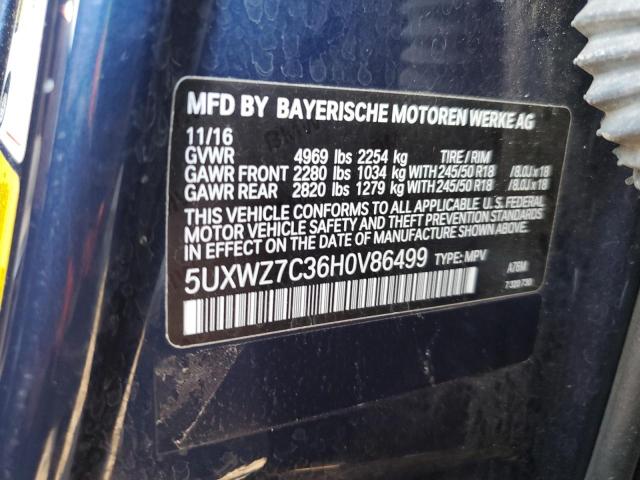 MFD BY BAYERISCHE MOTOREN WERKE AG
11/16
GVWR 4969 lbs 2254 kg TIRE / RIM
GAWR FRONT 2280 lbs 1034 kg WITH 245/50 R18 /8.0J x 18
GAWR REAR 2820 lbs 1279 kg WITH 245/50 R18 /8.0J x 18
THIS VEHICLE CONFORMS TO ALL APPLICABLE U. S. FEDERAL
MOTOR VEHICLE SAFETY AND THEFT PREVENTION STANDARDS
IN EFFECT ON THE DATE OF MANUFACTURE SHOWN ABOVE.
5UXWZ7C36H0V86499 TYPE: MPV
A76M